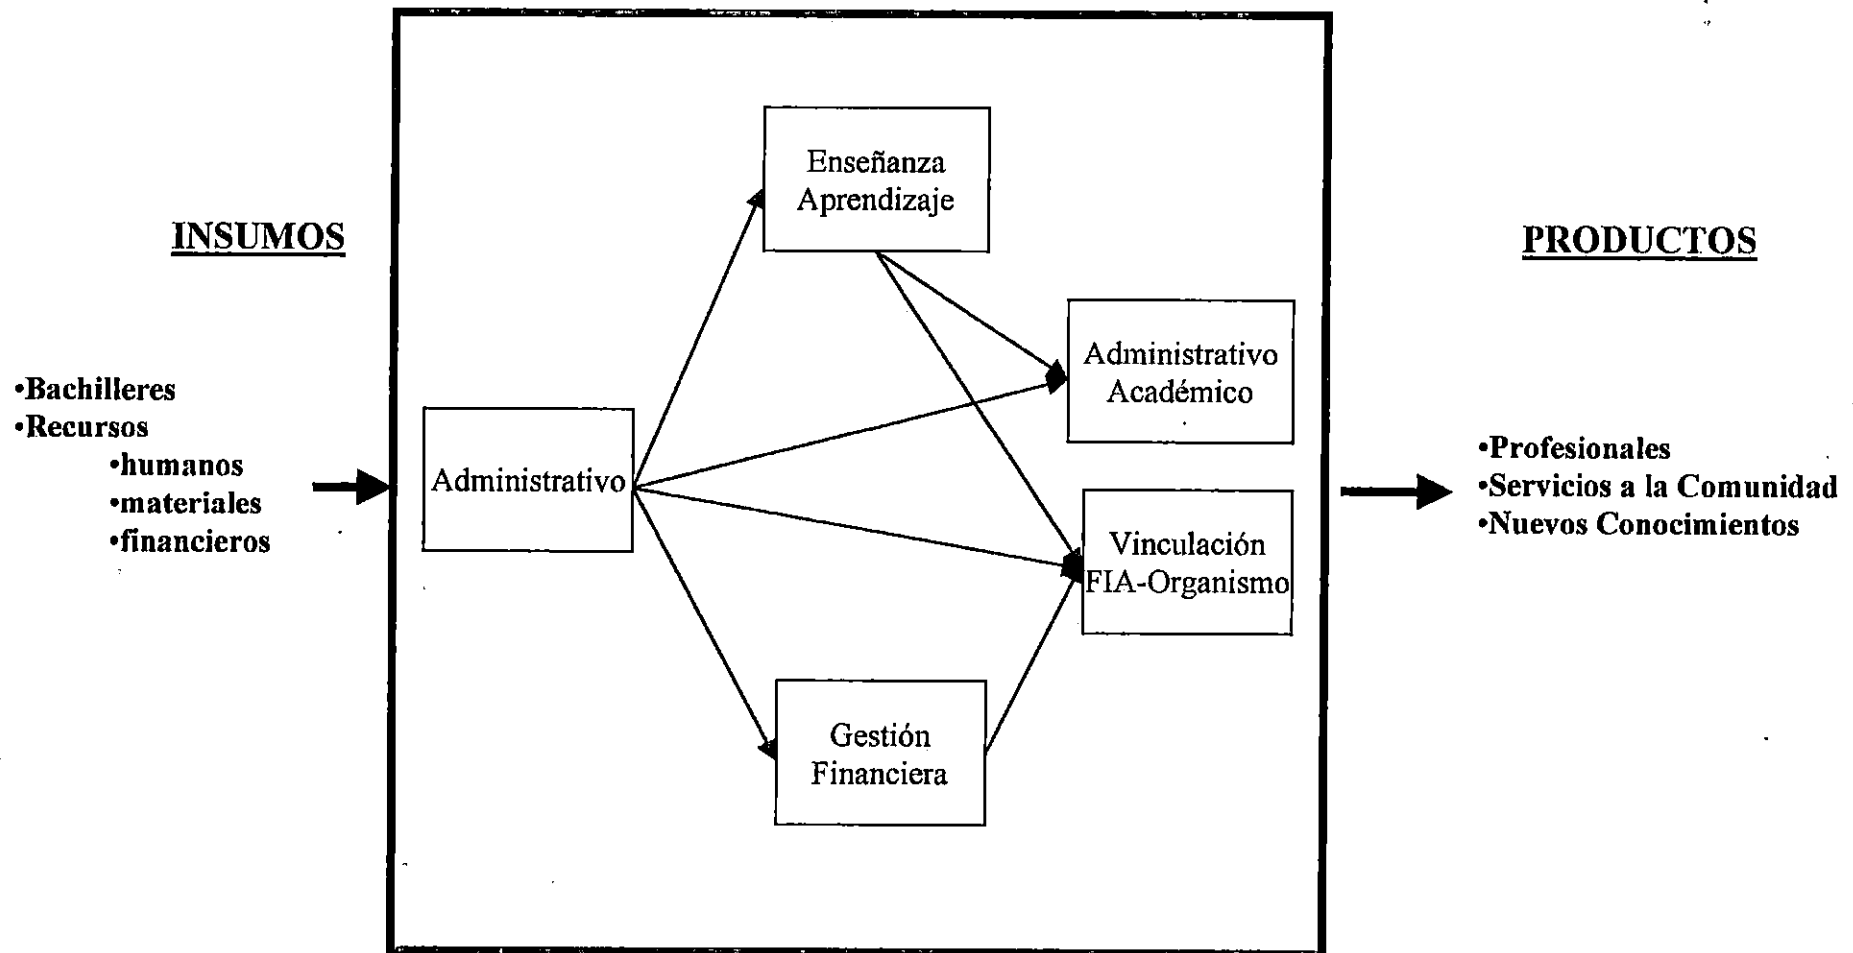 INSUMOS
•Bachilleres
•Recursos
•humanos
•materiales
•financieros
Administrativo
Enseñanza
Aprendizaje
Administrativo
Académico
Vinculación
FIA-Organismo
Gestión
Financiera
PRODUCTOS
•Profesionales
•Servicios a la Comunidad
•Nuevos Conocimientos